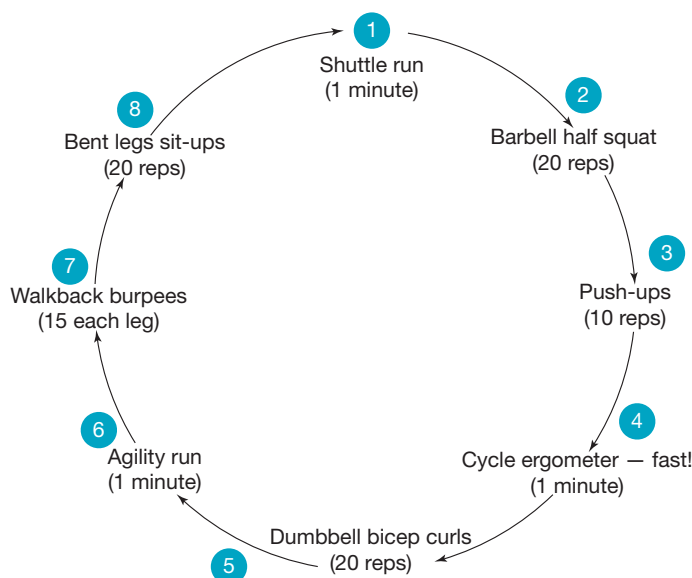 1
Shuttle run
(1 minute)
2
Barbell half squat
(20 reps)
3
Push-ups
(10 reps)
4
Cycle ergometer — fast!
(1 minute)
5
Dumbbell bicep curls
(20 reps)
6
Agility run
(1 minute)
7
Walkback burpees
(15 each leg)
8
Bent legs sit-ups
(20 reps)